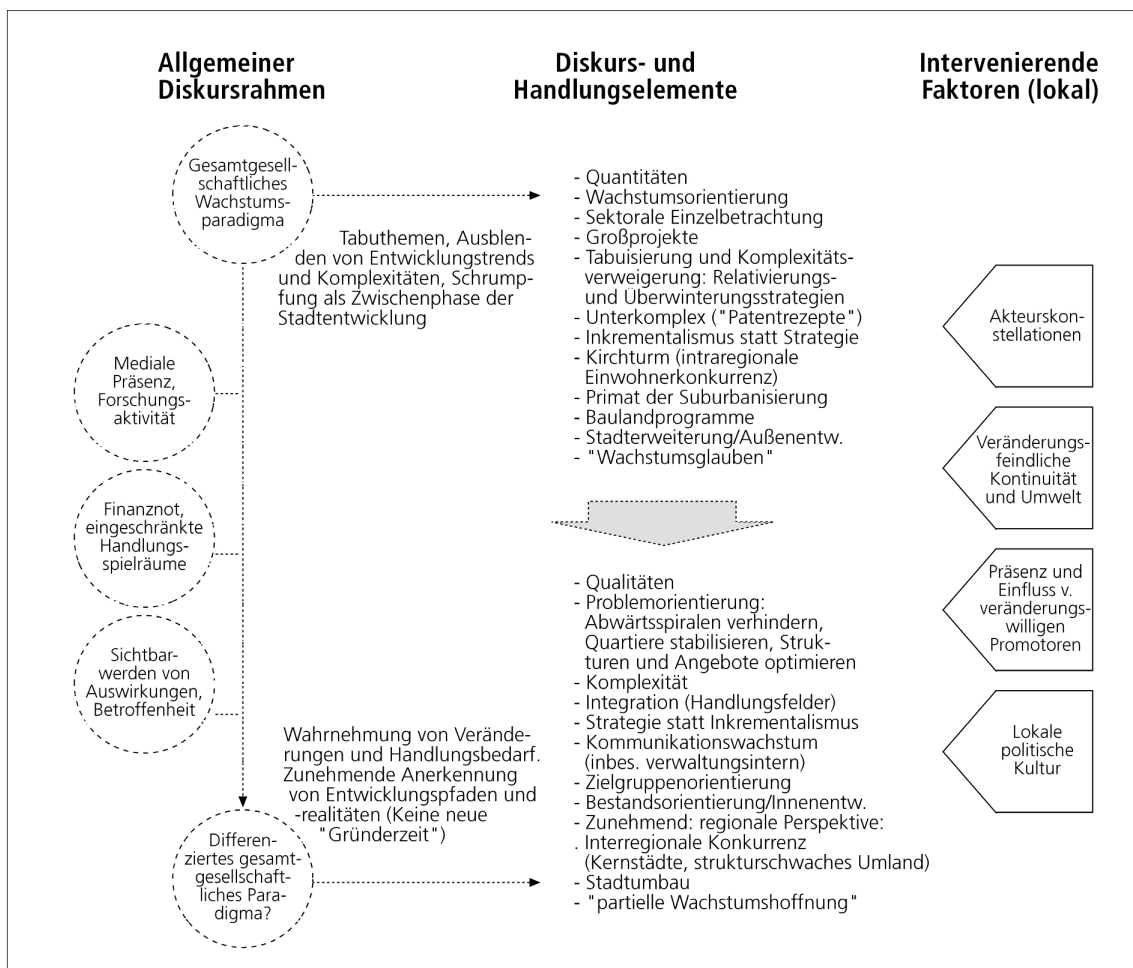 Allgemeiner
Diskursrahmen
Diskurs- und
Handlungselemente
Intervenierende
Faktoren (lokal)
Gesamtgesell-
schaftliches
Wachstums-
paradigma
Tabuthemen, Ausblen-
den von Entwicklungstrends
und Komplexitäten, Schrump-
fung als Zwischenphase der
Stadtentwicklung
Mediale
Präsenz,
Forschungs-
aktivität
Finanznot,
eingeschränkte
Handlungs-
spielräume
Sichtbar-
werden von
Auswirkungen,
Betroffenheit
Wahrnehmung von Verände-
rungen und Handlungsbedarf.
Zunehmende Anerkennung
von Entwicklungspfaden und
-realitäten (Keine neue
"Gründerzeit")
Differen-
ziertes gesamt-
gesellschaft-
liches Para-
digma?
- Quantitäten
- Wachstumsorientierung
- Sektorale Einzelbetrachtung
- Großprojekte
- Tabuisierung und Komplexitäts-
verweigerung: Relativierungs-
und Überwinterungsstrategien
- Unterkomplex ("Patentrezepte")
- Inkrementalismus statt Strategie
- Kirchturm (intraregionale
Einwohnerkonkurrenz)
- Primat der Suburbanisierung
- Baulandprogramme
- Stadterweiterung/Außenentw.
- "Wachstumsglauben"
- Qualitäten
- Problemorientierung:
Abwärtsspiralen verhindern,
Quartiere stabilisieren, Struk-
turen und Angebote optimieren
- Komplexität
- Integration (Handlungsfelder)
- Strategie statt Inkrementalismus
- Kommunikationswachstum
(inbes. verwaltungsintern)
- Zielgruppenorientierung
- Bestandsorientierung/Innenentw.
- Zunehmend: regionale Perspektive:
. Interregionale Konkurrenz
(Kernstädte, strukturschwaches Umland)
- Stadtumbau
- "partielle Wachstumshoffnung"
Akteurskon-
stellationen
Veränderungs-
feindliche
Kontinuität
und Umwelt
Präsenz und
Einfluss v.
veränderungs-
willigen
Promotoren
Lokale
politische
Kultur